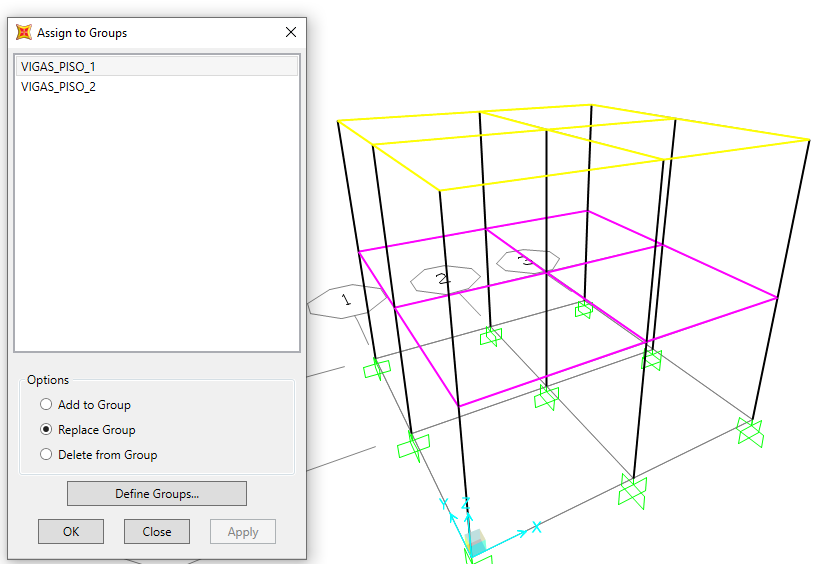 Assign to Groups
VIGAS_PISO_1
VIGAS_PISO_2
Options
Add to Group
Replace Group
Delete from Group
Define Groups...
OK
Close
Apply
1
2
3
Y
Z
X